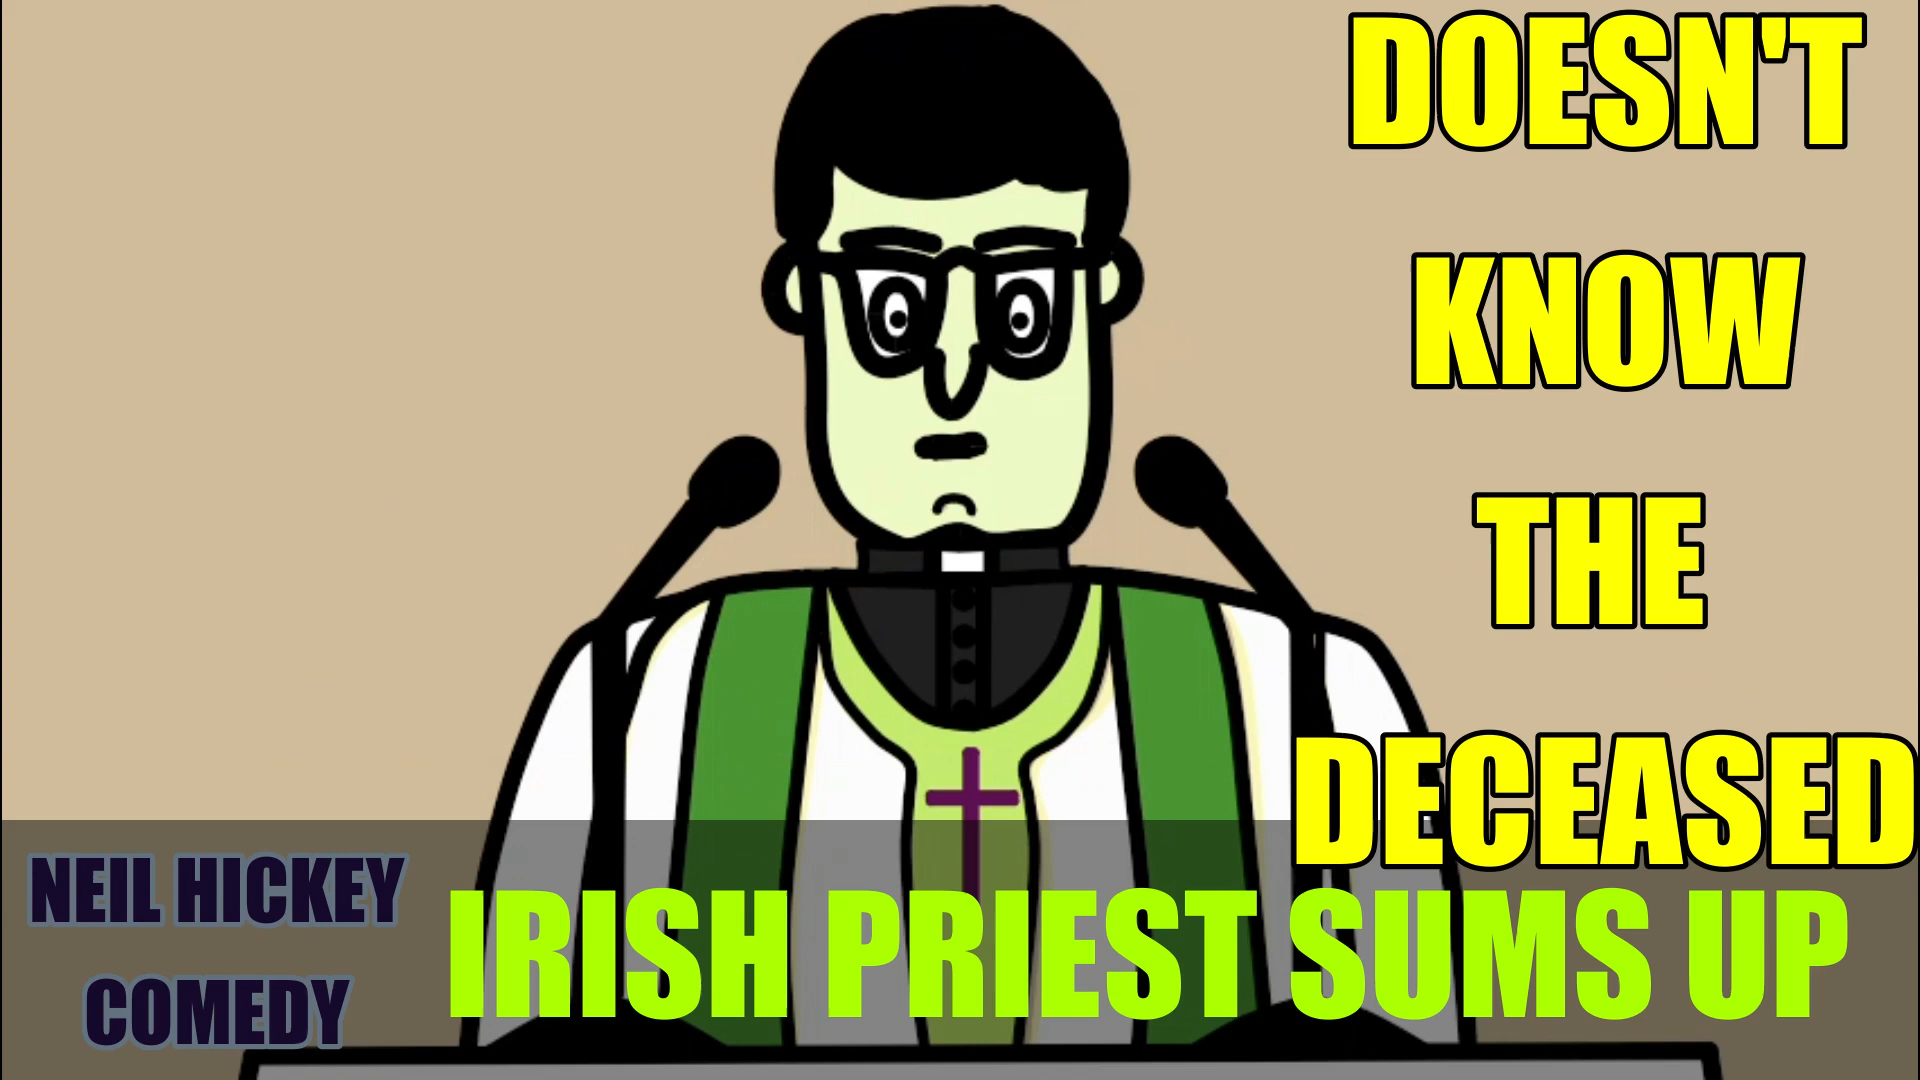 DOESN'T
KNOW
THE
DECEASED
NEIL HICKEY
COMEDY
IRISH PRIEST SUMS UP